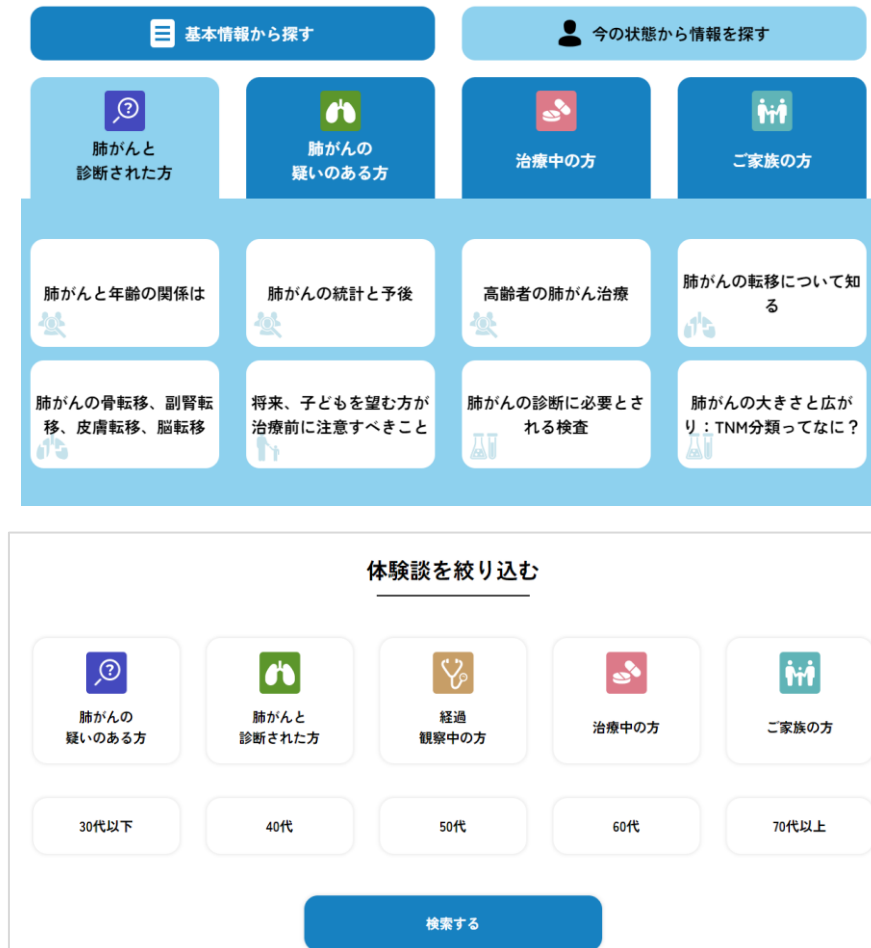 基本情報から探す
今の状態から情報を探す
肺がんと
診断された方
肺がんの
疑いのある方
治療中の方
ご家族の方
肺がんと年齢の関係は
肺がんの統計と予後
高齢者の肺がん治療
肺がんの転移について知
る
肺がんの骨転移、副腎転
移、皮膚転移、脳転移
将来、子どもを望む方が
治療前に注意すべきこと
肺がんの診断に必要とさ
れる検査
肺がんの大きさと広が
り：TNM分類ってなに？
体験談を絞り込む
肺がんの
疑いのある方
肺がんと
診断された方
経過
観察中の方
治療中の方
ご家族の方
30代以下
40代
50代
60代
70代以上
検索する